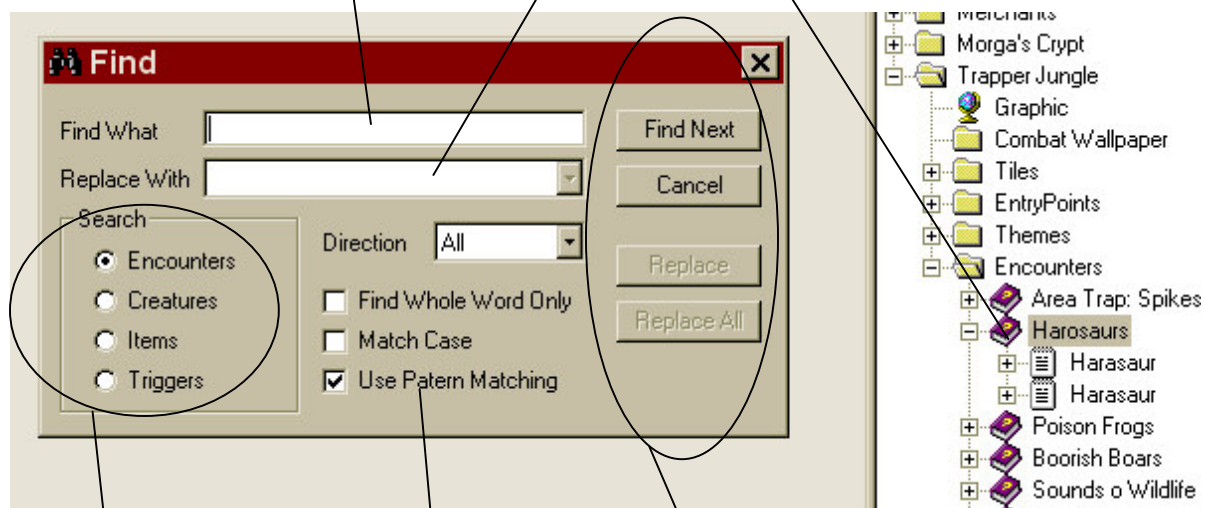 Find
Find What
Find Next
Replace With
Cancel
Search
Direction
All
Encounters
Replace
Creatures
Find Whole Word Only
Items
Match Case
Replace All
Triggers
Use Patern Matching
Merchants
Morga's Crypt
Trapper Jungle
Graphic
Combat Wallpaper
Tiles
EntryPoints
Themes
Encounters
Area Trap: Spikes
Harosaurs
Harasaur
Harasaur
Poison Frogs
Boorish Boars
Sounds o Wildlife